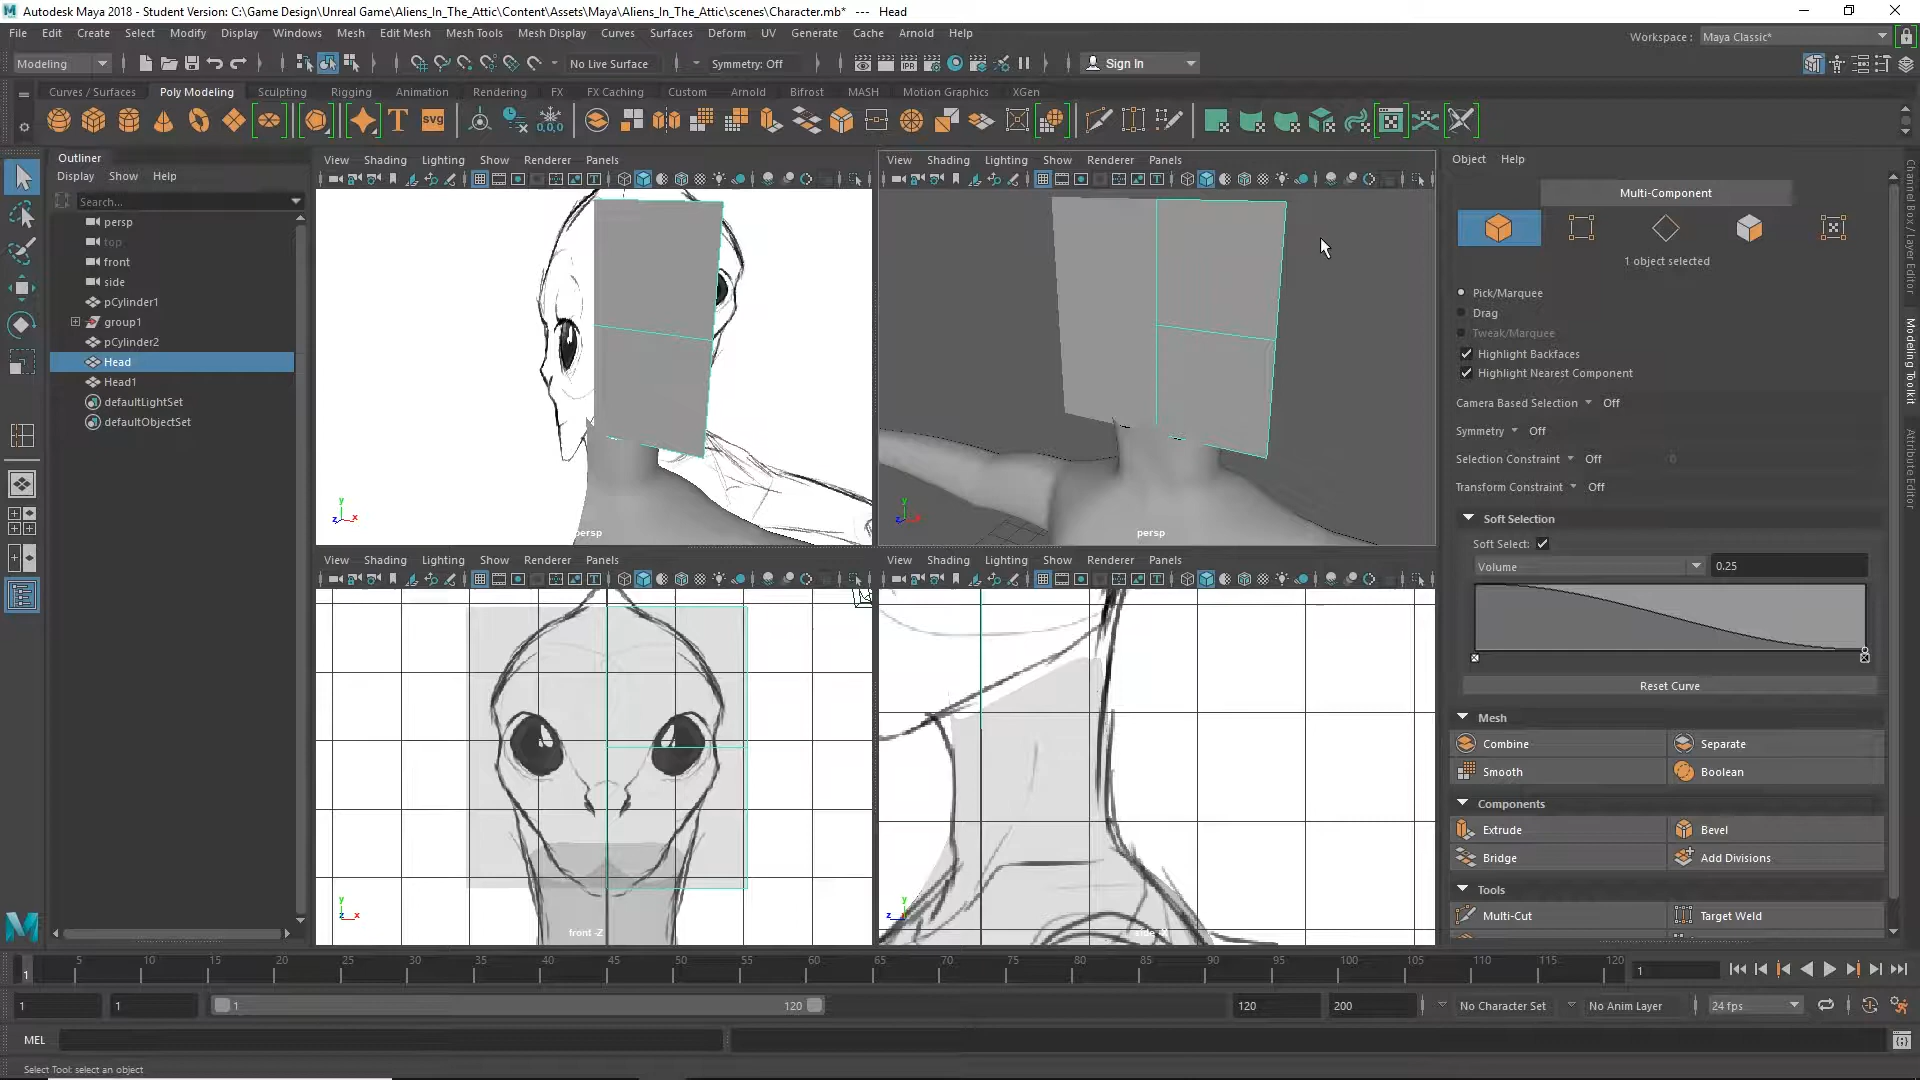 Autodesk Maya 2018 - Student Version: C:\Game Design\Unreal Game\Aliens_In_The_Attic\Content\Assets\Maya\Aliens_In_The_Attic\scenes\Character.mb* --- Head
File Edit Create Select Modify Display Windows Mesh Edit Mesh Mesh Tools Mesh Display Curves Surfaces Deform UV Generate Cache Arnold Help
Workspace : Maya Classic*
Modeling No Live Surface Symmetry: Off Sign In
Curves / Surfaces Poly Modeling Sculpting Rigging Animation Rendering FX FX Caching Custom Arnold Bifrost MASH Motion Graphics XGen
T svg 0,0,0
Outliner
Display Show Help
Search...
persp
top
front
side
pCylinder1
group1
pCylinder2
Head
Head1
defaultLightSet
defaultObjectSet
View Shading Lighting Show Renderer Panels
y
z x
persp
View Shading Lighting Show Renderer Panels
persp
View Shading Lighting Show Renderer Panels
y
z x
front -Z
View Shading Lighting Show Renderer Panels
y
z
Object Help
Multi-Component
1 object selected
Pick/Marquee
Drag
Tweak/Marquee
Highlight Backfaces
Highlight Nearest Component
Camera Based Selection Off
Symmetry Off
Selection Constraint Off 0
Transform Constraint Off
Soft Selection
Soft Select:
Volume 0.25
Reset Curve
Mesh
Combine Separate
Smooth Boolean
Components
Extrude Bevel
Bridge Add Divisions
Tools
Multi-Cut Target Weld
Channel Box / Layer Editor
Modeling Toolkit
Attribute Editor
1 5 10 15 20 25 30 35 40 45 50 55 60 65 70 75 80 85 90 95 100 105 110 115 120 1
1 1 1 120 120 200 No Character Set No Anim Layer 24 fps
MEL
Select Tool: select an object